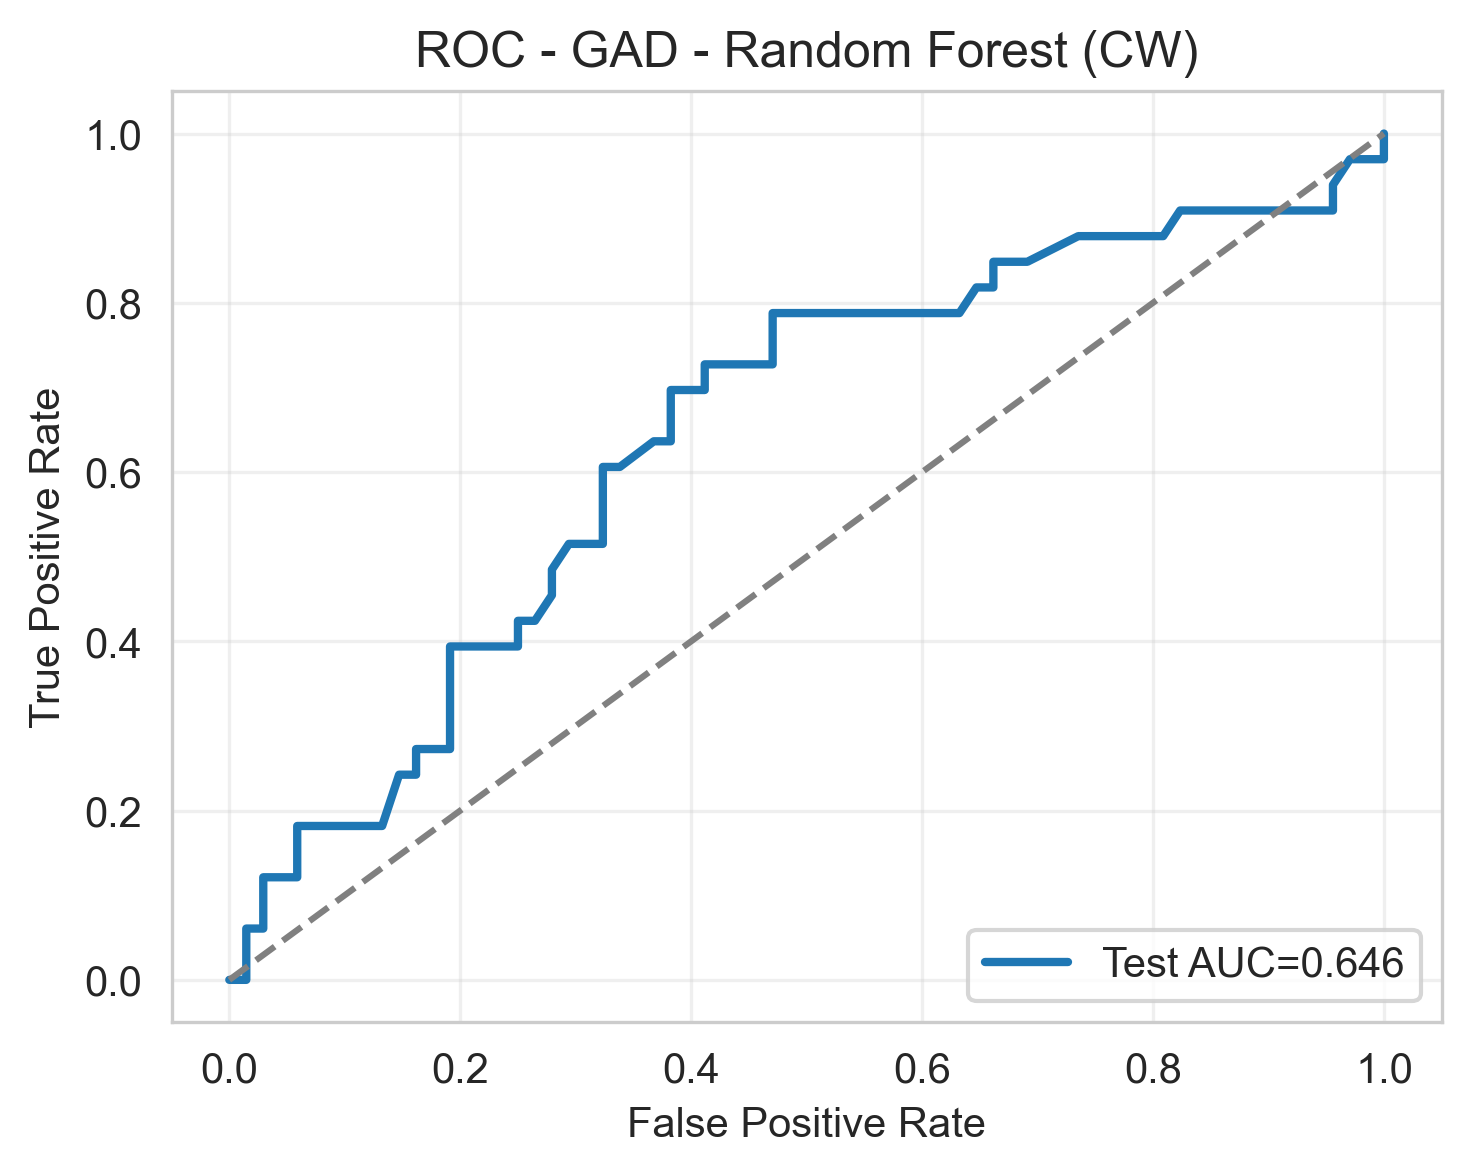 ROC - GAD - Random Forest (CW)
True Positive Rate
1.0
0.8
0.6
0.4
0.2
0.0
Test AUC=0.646
0.0 0.2 0.4 0.6 0.8 1.0
False Positive Rate